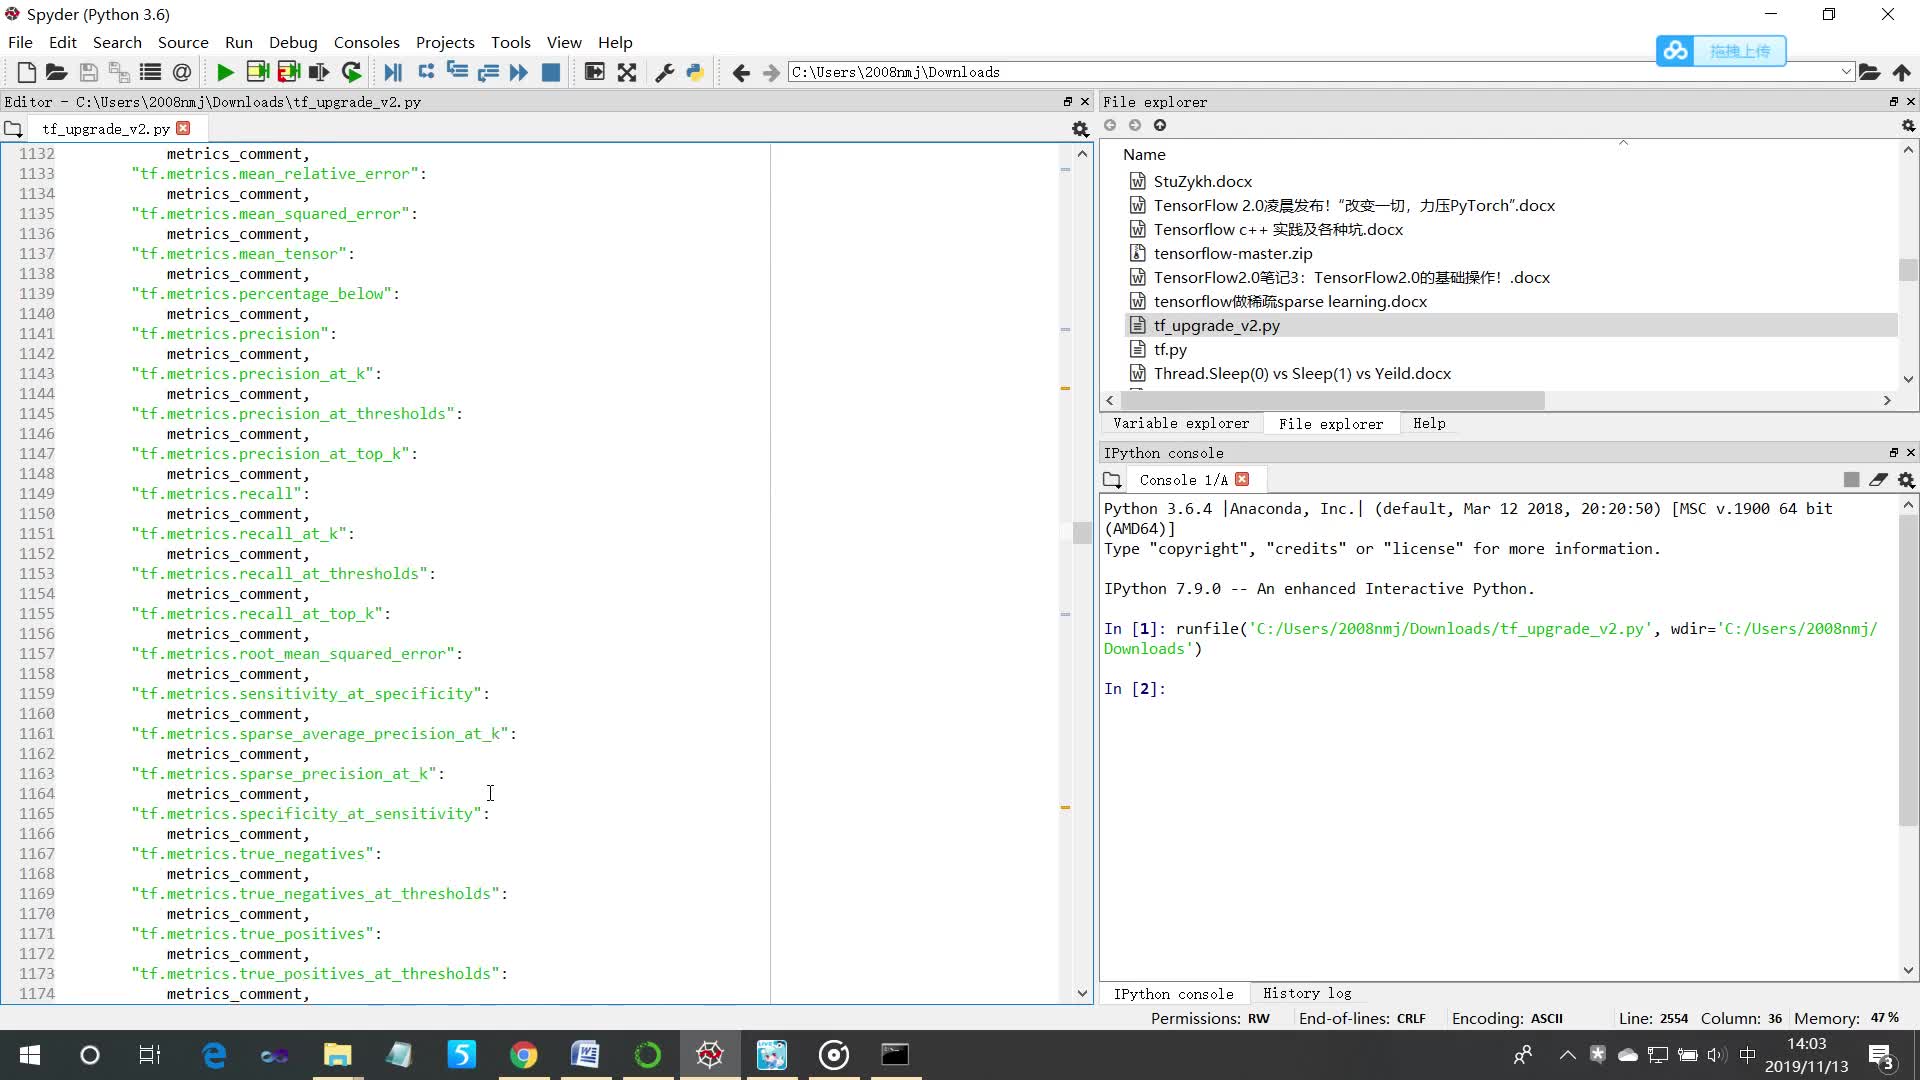 Spyder (Python 3.6)
File Edit Search Source Run Debug Consoles Projects Tools View Help
拖拽上传
C:\Users\2008nmj\Downloads
Editor - C:\Users\2008nmj\Downloads\tf_upgrade_v2.py
tf_upgrade_v2.py
1132 metrics_comment,
1133 "tf.metrics.mean_relative_error":
1134 metrics_comment,
1135 "tf.metrics.mean_squared_error":
1136 metrics_comment,
1137 "tf.metrics.mean_tensor":
1138 metrics_comment,
1139 "tf.metrics.percentage_below":
1140 metrics_comment,
1141 "tf.metrics.precision":
1142 metrics_comment,
1143 "tf.metrics.precision_at_k":
1144 metrics_comment,
1145 "tf.metrics.precision_at_thresholds":
1146 metrics_comment,
1147 "tf.metrics.precision_at_top_k":
1148 metrics_comment,
1149 "tf.metrics.recall":
1150 metrics_comment,
1151 "tf.metrics.recall_at_k":
1152 metrics_comment,
1153 "tf.metrics.recall_at_thresholds":
1154 metrics_comment,
1155 "tf.metrics.recall_at_top_k":
1156 metrics_comment,
1157 "tf.metrics.root_mean_squared_error":
1158 metrics_comment,
1159 "tf.metrics.sensitivity_at_specificity":
1160 metrics_comment,
1161 "tf.metrics.sparse_average_precision_at_k":
1162 metrics_comment,
1163 "tf.metrics.sparse_precision_at_k":
1164 metrics_comment,
1165 "tf.metrics.specificity_at_sensitivity":
1166 metrics_comment,
1167 "tf.metrics.true_negatives":
1168 metrics_comment,
1169 "tf.metrics.true_negatives_at_thresholds":
1170 metrics_comment,
1171 "tf.metrics.true_positives":
1172 metrics_comment,
1173 "tf.metrics.true_positives_at_thresholds":
1174 metrics_comment,
File explorer
Name
StuZykh.docx
TensorFlow 2.0凌晨发布！“改变一切，力压PyTorch”.docx
Tensorflow c++ 实践及各种坑.docx
tensorflow-master.zip
TensorFlow2.0笔记3：TensorFlow2.0的基础操作！.docx
tensorflow做稀疏sparse learning.docx
tf_upgrade_v2.py
tf.py
Thread.Sleep(0) vs Sleep(1) vs Yeild.docx
Variable explorer File explorer Help
IPython console
Console 1/A
Python 3.6.4 |Anaconda, Inc.| (default, Mar 12 2018, 20:20:50) [MSC v.1900 64 bit
(AMD64)]
Type "copyright", "credits" or "license" for more information.
IPython 7.9.0 -- An enhanced Interactive Python.
In [1]: runfile('C:/Users/2008nmj/Downloads/tf_upgrade_v2.py', wdir='C:/Users/2008nmj/
Downloads')
In [2]:
IPython console History log
Permissions: RW End-of-lines: CRLF Encoding: ASCII Line: 2554 Column: 36 Memory: 47 %
中
14:03
2019/11/13
3